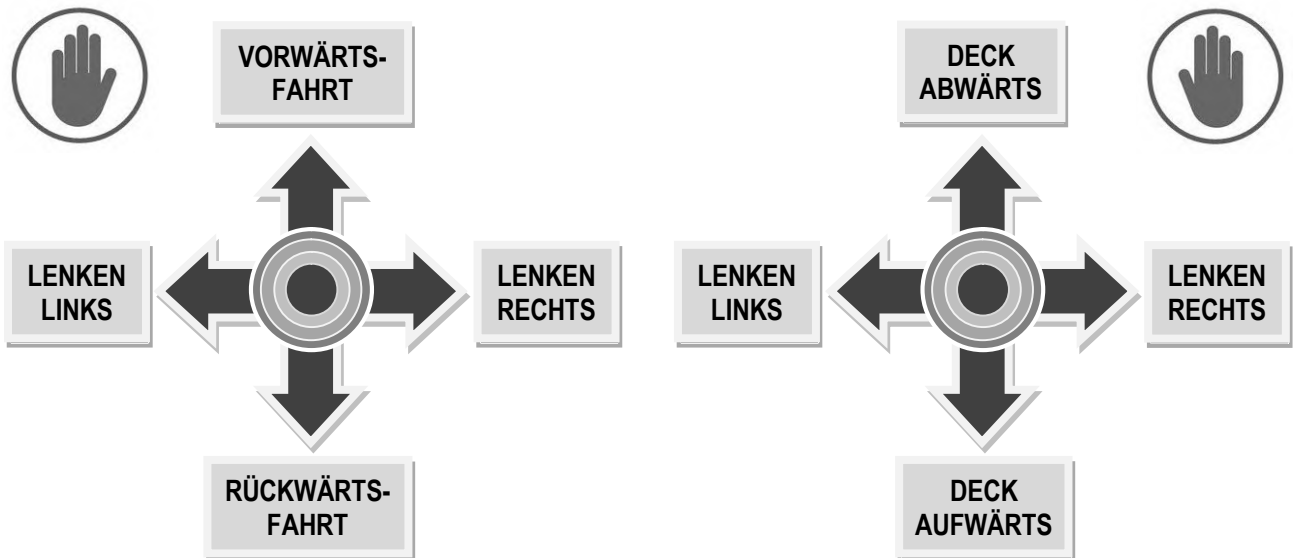 VORWÄRTS-
FAHRT
LENKEN
LINKS
LENKEN
RECHTS
RÜCKWÄRTS-
FAHRT
DECK
ABWÄRTS
LENKEN
LINKS
LENKEN
RECHTS
DECK
AUFWÄRTS